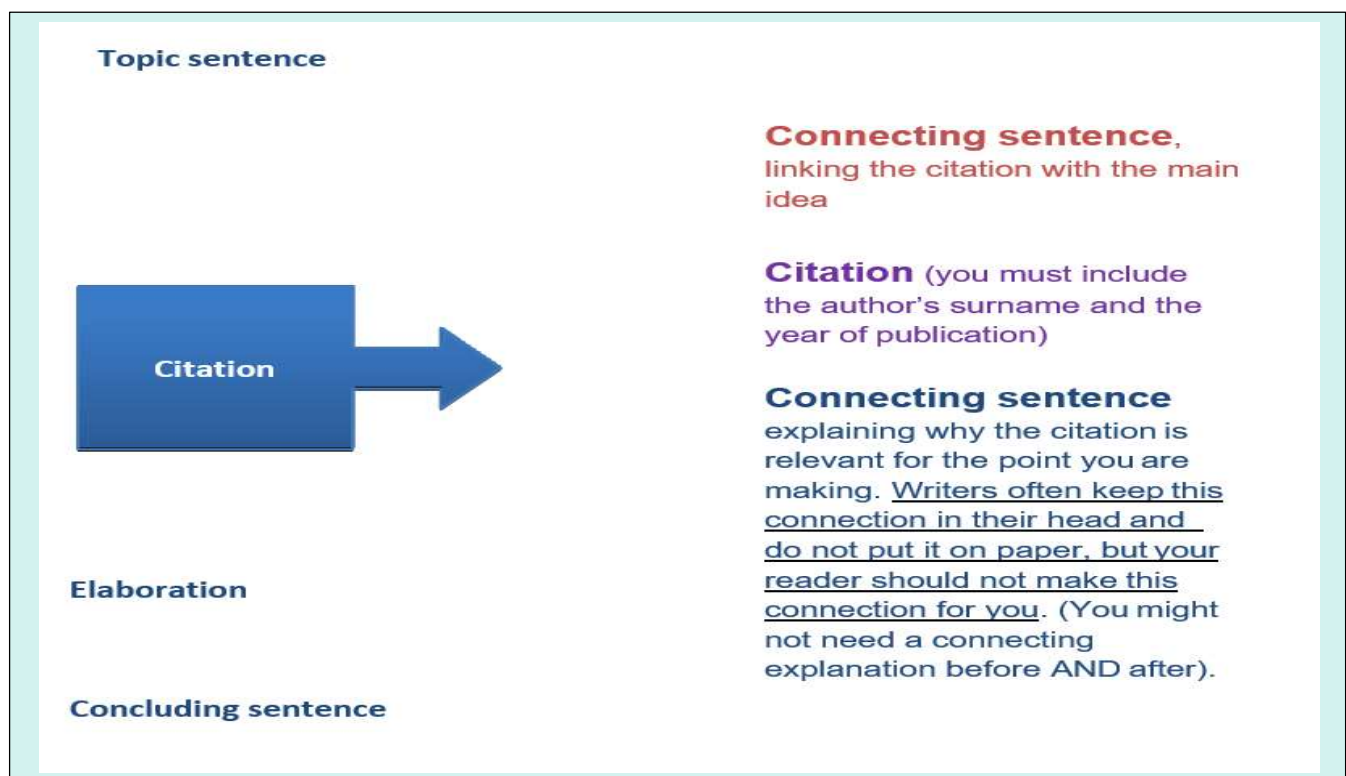 Topic sentence
Connecting sentence,
linking the citation with the main
idea
Citation (you must include
the author's surname and the
year of publication)
Citation
Connecting sentence
explaining why the citation is
relevant for the point you are
making. Writers often keep this
connection in their head and
do not put it on paper, but your
reader should not make this
connection for you. (You might
not need a connecting
explanation before AND after).
Elaboration
Concluding sentence